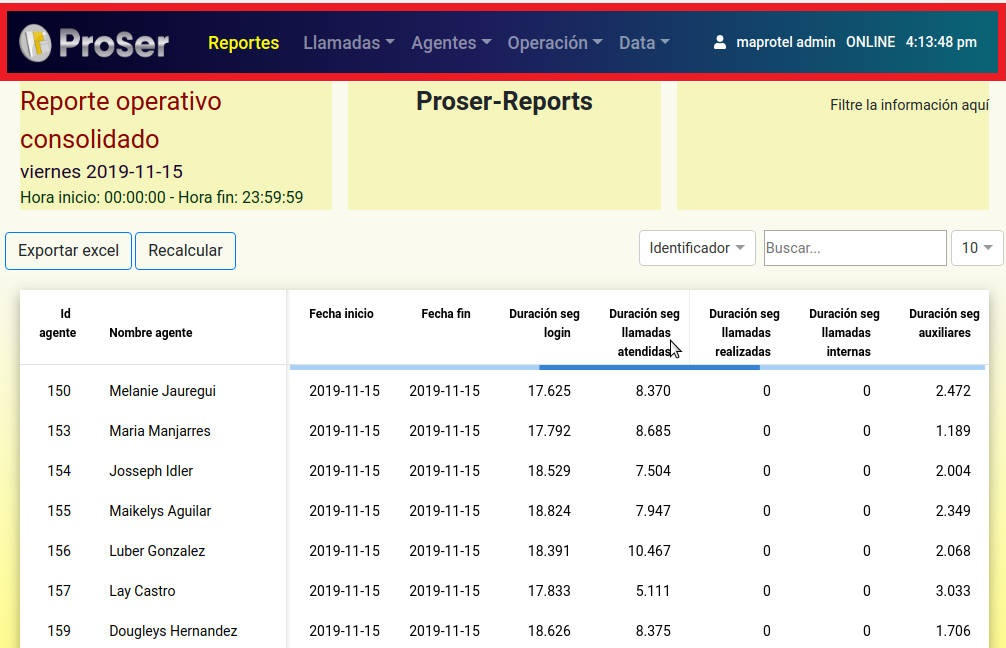 ProSer Reportes Llamadas Agentes Operación Data maprotel admin ONLINE 4:13:48 pm
Reporte operativo
consolidado
viernes 2019-11-15
Hora inicio: 00:00:00 - Hora fin: 23:59:59
Proser-Reports
Filtre la información aquí
Exportar excel Recalcular Identificador Buscar... 10
Id agente Nombre agente Fecha inicio Fecha fin Duración seg login Duración seg llamadas atendidas Duración seg llamadas realizadas Duración seg llamadas internas Duración seg auxiliares
150 Melanie Jauregui 2019-11-15 2019-11-15 17.625 8.370 0 0 2.472
153 Maria Manjarres 2019-11-15 2019-11-15 17.792 8.685 0 0 1.189
154 Josseph Idler 2019-11-15 2019-11-15 18.529 7.504 0 0 2.004
155 Maikelys Aguilar 2019-11-15 2019-11-15 18.824 7.947 0 0 2.349
156 Luber Gonzalez 2019-11-15 2019-11-15 18.391 10.467 0 0 2.068
157 Lay Castro 2019-11-15 2019-11-15 17.833 5.111 0 0 3.033
159 Dougleys Hernandez 2019-11-15 2019-11-15 18.626 8.375 0 0 1.706